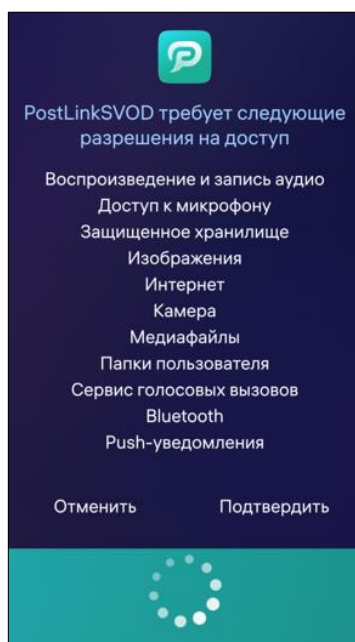 PostLinkSVOD требует следующие
разрешения на доступ
Воспроизведение и запись аудио
Доступ к микрофону
Защищенное хранилище
Изображения
Интернет
Камера
Медиафайлы
Папки пользователя
Сервис голосовых вызовов
Bluetooth
Push-уведомления
Отменить Подтвердить